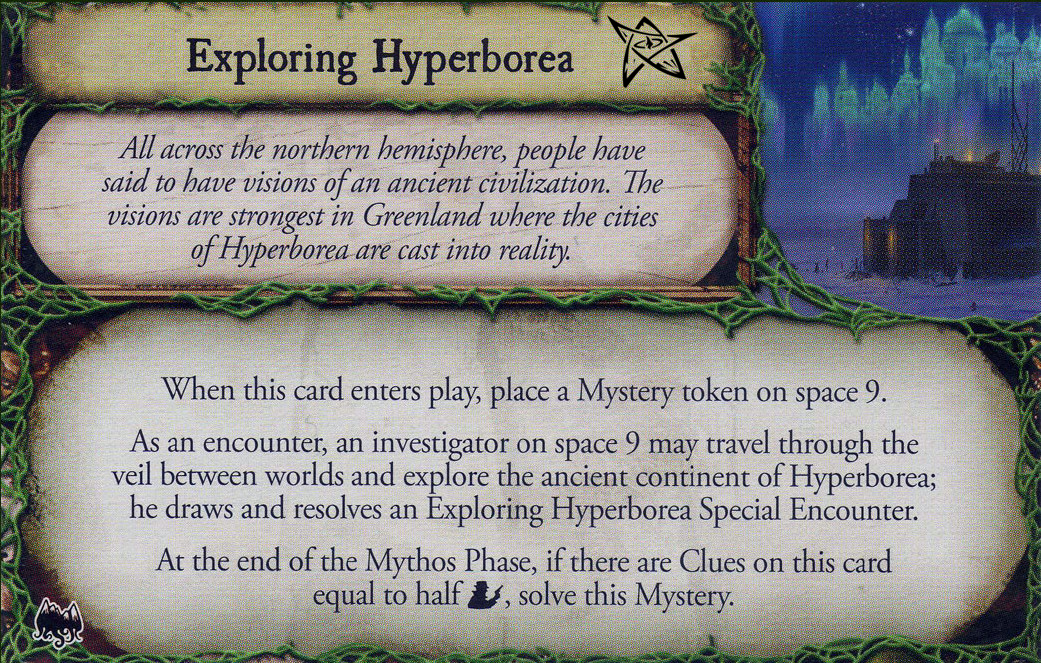 Exploring Hyperborea
All across the northern hemisphere, people have
said to have visions of an ancient civilization. The
visions are strongest in Greenland where the cities
of Hyperborea are cast into reality.
When this card enters play, place a Mystery token on space 9.
As an encounter, an investigator on space 9 may travel through the
veil between worlds and explore the ancient continent of Hyperborea;
he draws and resolves an Exploring Hyperborea Special Encounter.
At the end of the Mythos Phase, if there are Clues on this card
equal to half , solve this Mystery.